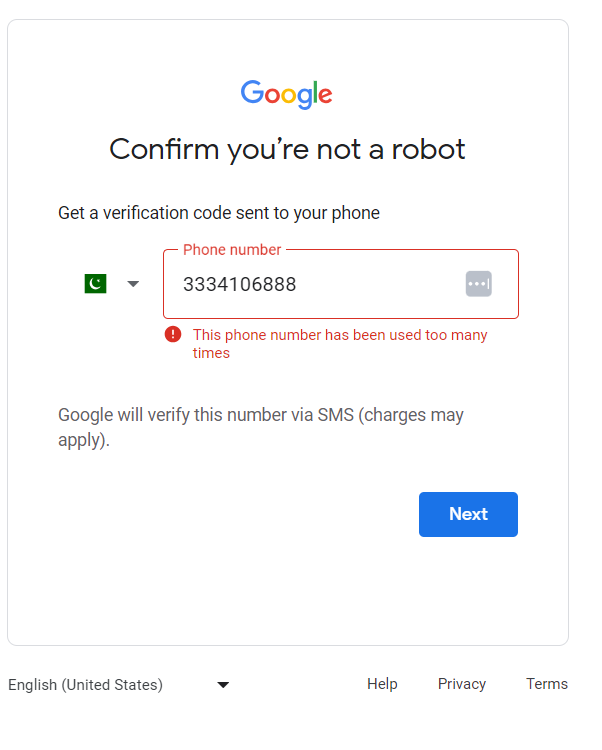 Google
Confirm you're not a robot
Get a verification code sent to your phone
Phone number
3334106888
This phone number has been used too many
times
Google will verify this number via SMS (charges may
apply).
Next
English (United States)
Help
Privacy
Terms